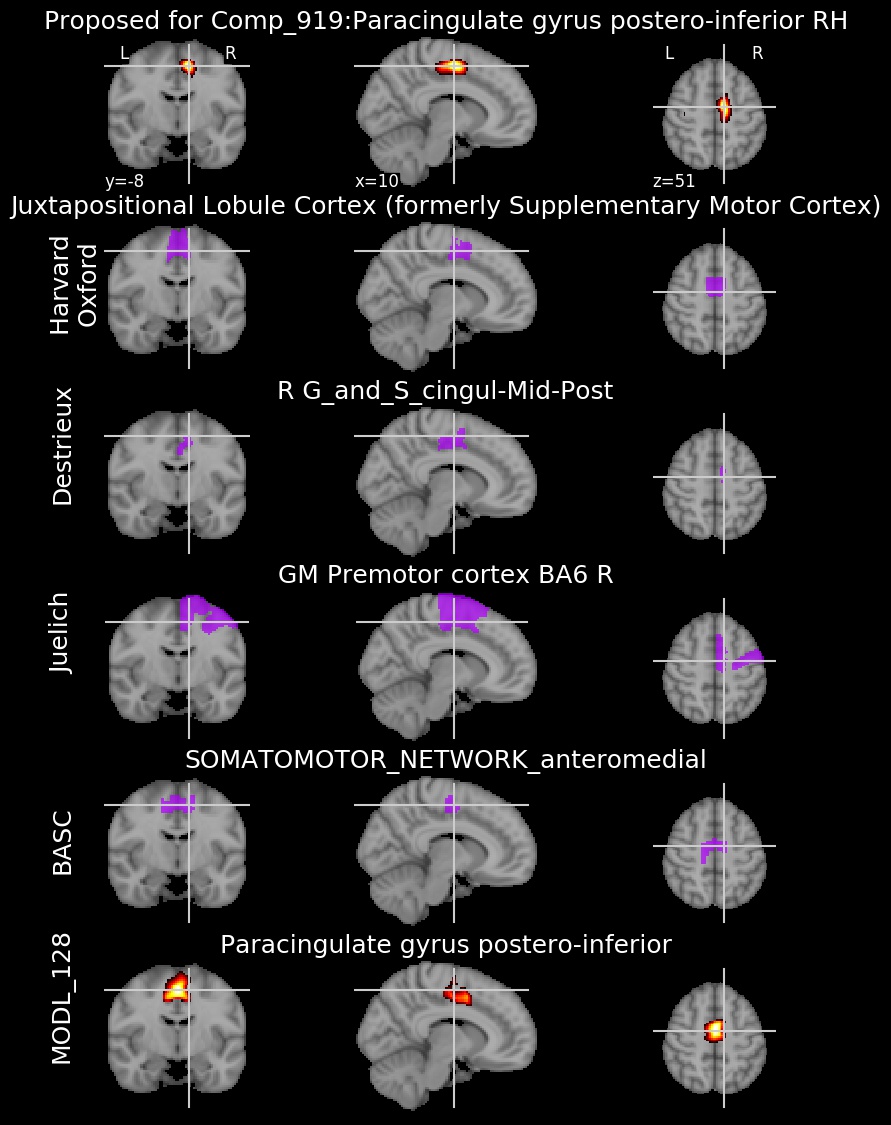 Proposed for Comp_919:Paracingulate gyrus postero-inferior RH
L R L R
y=-8 x=10 z=51
Juxtapositional Lobule Cortex (formerly Supplementary Motor Cortex)
Harvard
Oxford
R G_and_S_cingul-Mid-Post
Destrieux
GM Premotor cortex BA6 R
Juelich
SOMATOMOTOR_NETWORK_anteromedial
BASC
Paracingulate gyrus postero-inferior
MODL_128